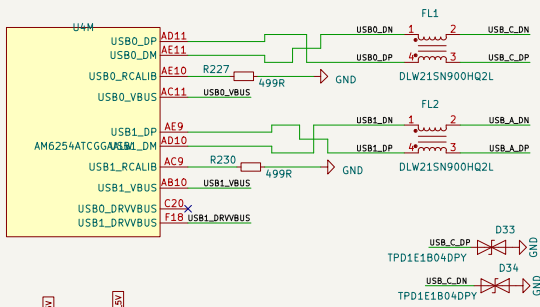 U4M
FL1
AD11
USB0_DP
USB0_DN
1
2
USB_C_DN
AE11
USB0_DM
USB0_DP
4
3
USB_C_DP
AE10
USB0_RCALIB
R227
499R
GND
DLW21SN900HQ2L
AC11
USB0_VBUS
USB0_VBUS
FL2
AE9
USB1_DP
USB1_DN
1
2
USB_A_DN
AD10
USB1_DM
USB1_DP
4
3
USB_A_DP
AC9
USB1_RCALIB
R230
499R
GND
DLW21SN900HQ2L
AB10
USB1_VBUS
USB1_VBUS
C20
USB0_DRVVBUS
F18
USB1_DRVVBUS
USB1_DRVVBUS
D33
USB_C_DP
GND
TPD1E1B04DPY
D34
USB_C_DN
GND
TPD1E1B04DPY